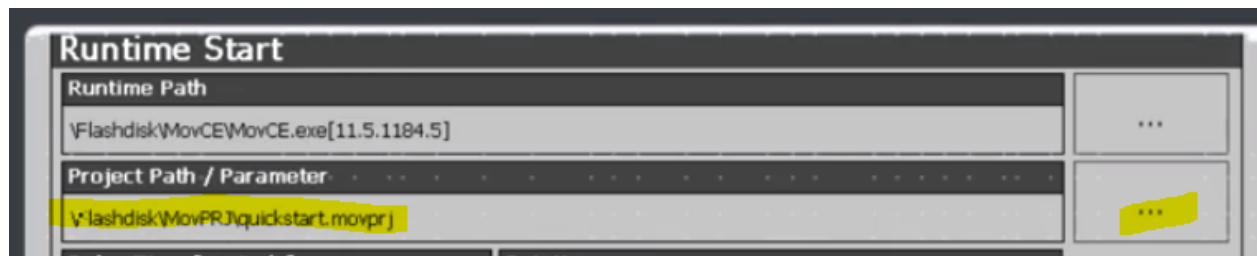 Runtime Start
Runtime Path
\Flashdisk\MovCE\MovCE.exe[11.5.1184.5]
...
Project Path / Parameter
\Flashdisk\MovPRJ\quickstart.movprj
...